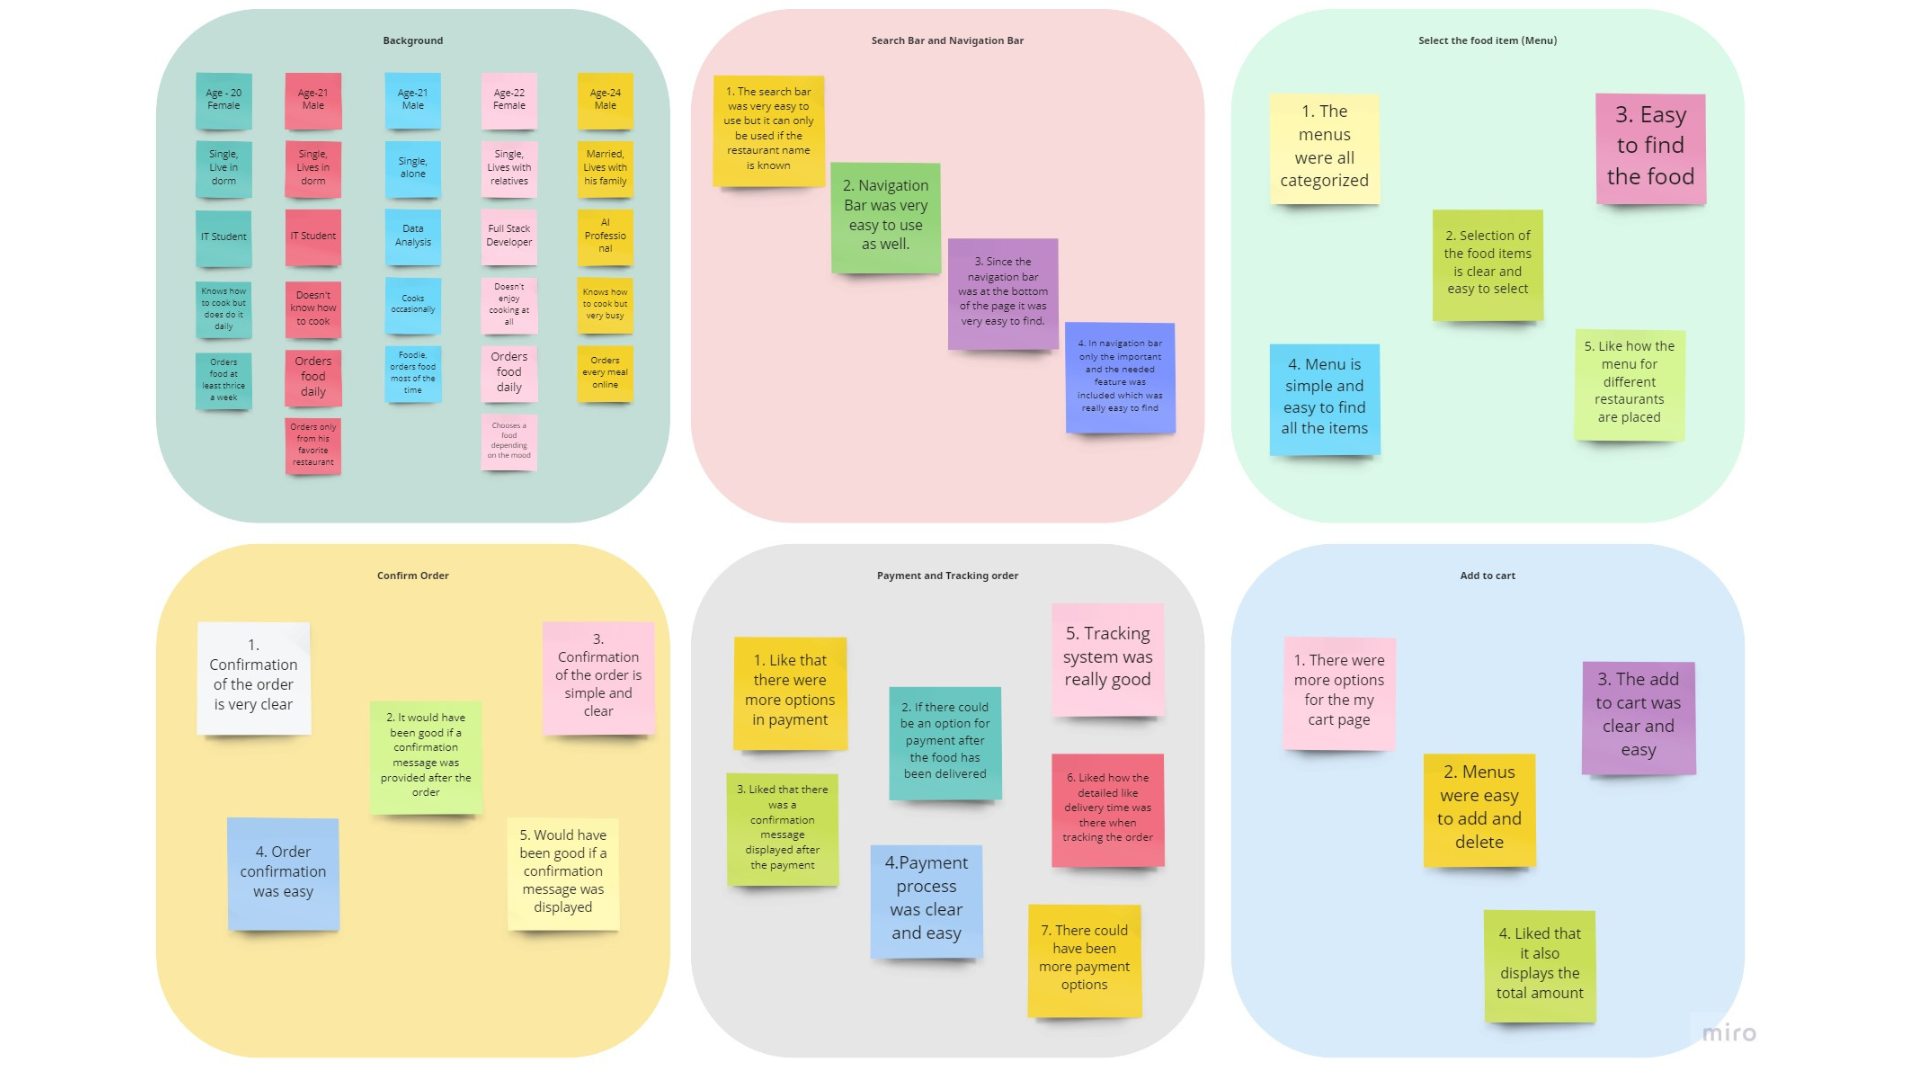 Background
Age - 20
Female
Single,
Live in
dorm
IT Student
Knows how
to cook but
does do it
daily
Orders
food at
least thrice
a week
Age-21
Male
Single,
Lives in
dorm
IT Student
Doesn't
know how
to cook
Orders
food
daily
Orders only
from his
favorite
restaurant
Age-21
Male
Single,
alone
Data
Analysis
Cooks
occasionally
Foodie,
orders food
most of the
time
Age-22
Female
Single,
Lives with
relatives
Full Stack
Developer
Doesn't
enjoy
cooking at
all
Orders
food
daily
Chooses a
food
depending
on the mood
Age-24
Male
Married,
Lives with
his family
AI
Professio
nal
Knows how
to cook but
very busy
Orders
every meal
online
Search Bar and Navigation Bar
1. The search bar
was very easy to
use but it can only
be used if the
restaurant name
is known
2. Navigation
Bar was very
easy to use
as well.
3. Since the
navigation bar
was at the bottom
of the page it was
very easy to find.
4. In navigation bar
only the important
and the needed
feature was
included which was
really easy to find
Select the food item (Menu)
1. The
menus
were all
categorized
2. Selection of
the food items
is clear and
easy to select
3. Easy
to find
the food
4. Menu is
simple and
easy to find
all the items
5. Like how the
menu for
different
restaurants
are placed
Confirm Order
1.
Confirmation
of the order
is very clear
2. It would have
been good if a
confirmation
message was
provided after the
order
3.
Confirmation
of the order is
simple and
clear
4. Order
confirmation
was easy
5. Would have
been good if a
confirmation
message was
displayed
Payment and Tracking order
1. Like that
there were
more options
in payment
2. If there could
be an option for
payment after
the food has
been delivered
3. Liked that there
was a
confirmation
message
displayed after
the payment
4.Payment
process
was clear
and easy
5. Tracking
system was
really good
6. Liked how the
detailed like
delivery time was
there when
tracking the order
7. There could
have been
more payment
options
Add to cart
1. There were
more options
for the my
cart page
2. Menus
were easy
to add and
delete
3. The add
to cart was
clear and
easy
4. Liked that
it also
displays the
total amount
miro